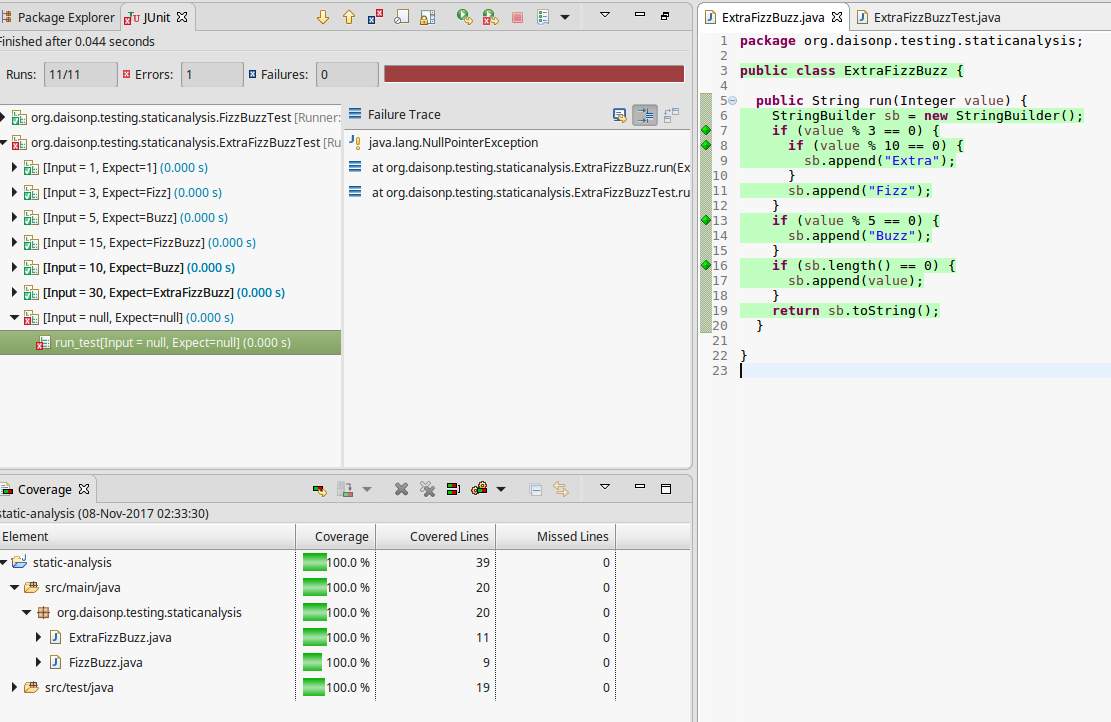 Package Explorer JUnit
Finished after 0.044 seconds
Runs: 11/11 Errors: 1 Failures: 0
org.daisonp.testing.staticanalysis.FizzBuzzTest [Runner:
org.daisonp.testing.staticanalysis.ExtraFizzBuzzTest [Ru
[Input = 1, Expect=1] (0.000 s)
[Input = 3, Expect=Fizz] (0.000 s)
[Input = 5, Expect=Buzz] (0.000 s)
[Input = 15, Expect=FizzBuzz] (0.000 s)
[Input = 10, Expect=Buzz] (0.000 s)
[Input = 30, Expect=ExtraFizzBuzz] (0.000 s)
[Input = null, Expect=null] (0.000 s)
run_test[Input = null, Expect=null] (0.000 s)
Failure Trace
java.lang.NullPointerException
at org.daisonp.testing.staticanalysis.ExtraFizzBuzz.run(Ex
at org.daisonp.testing.staticanalysis.ExtraFizzBuzzTest.ru
Coverage
static-analysis (08-Nov-2017 02:33:30)
Element Coverage Covered Lines Missed Lines
static-analysis 100.0 % 39 0
src/main/java 100.0 % 20 0
org.daisonp.testing.staticanalysis 100.0 % 20 0
ExtraFizzBuzz.java 100.0 % 11 0
FizzBuzz.java 100.0 % 9 0
src/test/java 100.0 % 19 0
ExtraFizzBuzz.java ExtraFizzBuzzTest.java
1 package org.daisonp.testing.staticanalysis;
2
3 public class ExtraFizzBuzz {
4
5 public String run(Integer value) {
6 StringBuilder sb = new StringBuilder();
7 if (value % 3 == 0) {
8 if (value % 10 == 0) {
9 sb.append("Extra");
10 }
11 sb.append("Fizz");
12 }
13 if (value % 5 == 0) {
14 sb.append("Buzz");
15 }
16 if (sb.length() == 0) {
17 sb.append(value);
18 }
19 return sb.toString();
20 }
21
22 }
23